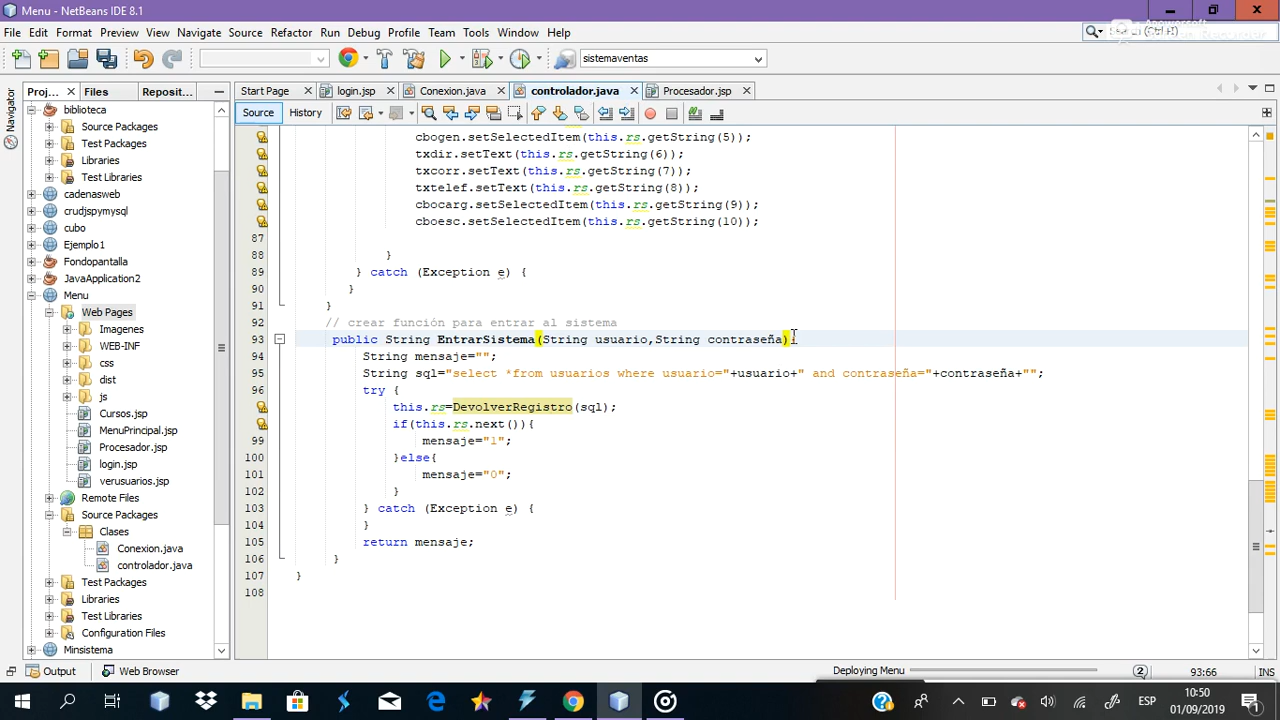 Menu - NetBeans IDE 8.1
File Edit Preview View Navigate Source Refactor Run Debug Profile Team Tools Window Help
sistemaventas
Navigator
Proj... Files Reposit...
Start Page login.jsp Conexion.java controlador.java Procesador.jsp
Source History
biblioteca
Source Packages
Test Packages
Libraries
Test Libraries
cadenasweb
crudjspymysql
cubo
Ejemplo1
Fondopantalla
JavaApplication2
Menu
Web Pages
Imagenes
WEB-INF
css
dist
js
Cursos.jsp
MenuPrincipal.jsp
Procesador.jsp
login.jsp
verusuarios.jsp
Remote Files
Source Packages
Clases
Conexion.java
controlador.java
Test Packages
Libraries
Test Libraries
Configuration Files
Minsistema
cbogen.setSelectedItem(this.rs.getString(5));
txdir.setText(this.rs.getString(6));
txcorr.setText(this.rs.getString(7));
txtelef.setText(this.rs.getString(8));
cbocarg.setSelectedItem(this.rs.getString(9));
cboesc.setSelectedItem(this.rs.getString(10));
87
88 }
89 } catch (Exception e) {
90 }
91 }
92 // crear función para entrar al sistema
93 public String EntrarSistema(String usuario,String contraseña){
94 String mensaje="";
95 String sql="select *from usuarios where usuario="+usuario+" and contraseña="+contraseña+"";
96 try {
this.rs=DevolverRegistro(sql);
if(this.rs.next()){
99 mensaje="1";
100 }else{
101 mensaje="0";
102 }
103 } catch (Exception e) {
104 }
105 return mensaje;
106 }
107 }
108
Output Web Browser
Deploying Menu 2 93:66 INS
ESP 10:50
01/09/2019